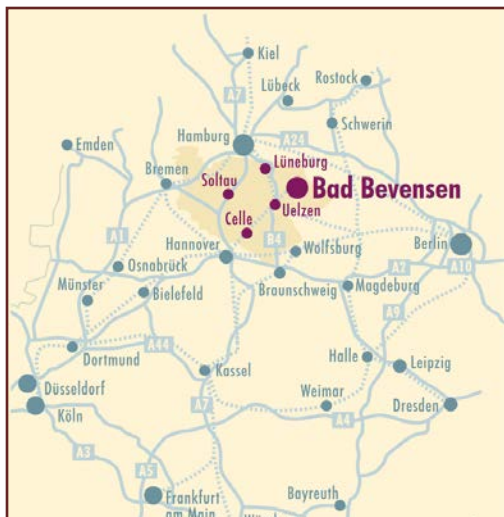 Kiel
Rostock
Lübeck
A7
Schwerin
Emden
Hamburg
A24
Lüneburg
Bremen
Soltau
Bad Bevensen
Uelzen
Celle
A1
B4
Hannover
Wolfsburg
Berlin
Osnabrück
A2
A10
Münster
Bielefeld
Braunschweig
Magdeburg
A9
A44
Dortmund
Halle
Leipzig
Kassel
Düsseldorf
Weimar
Dresden
Köln
A7
A4
A3
A5
Frankfurt
am Main
Bayreuth